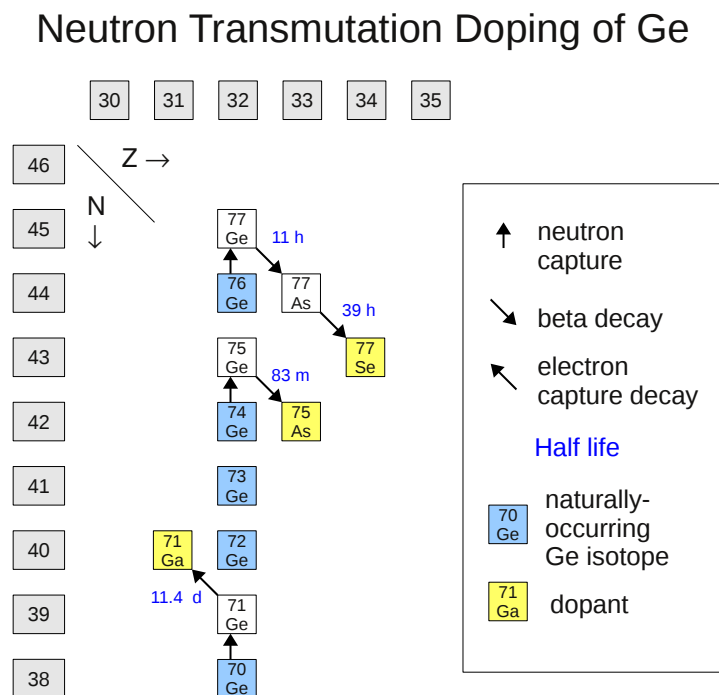 Neutron Transmutation Doping of Ge
30 31 32 33 34 35
46
Z →
N
↓
45
77
Ge
11 h
44
76
Ge
77
As
39 h
43
75
Ge
77
Se
83 m
42
74
Ge
75
As
41
73
Ge
40
71
Ga
72
Ge
11.4 d
39
71
Ge
38
70
Ge
neutron
capture
beta decay
electron
capture decay
Half life
70
Ge
naturally-
occurring
Ge isotope
71
Ga
dopant